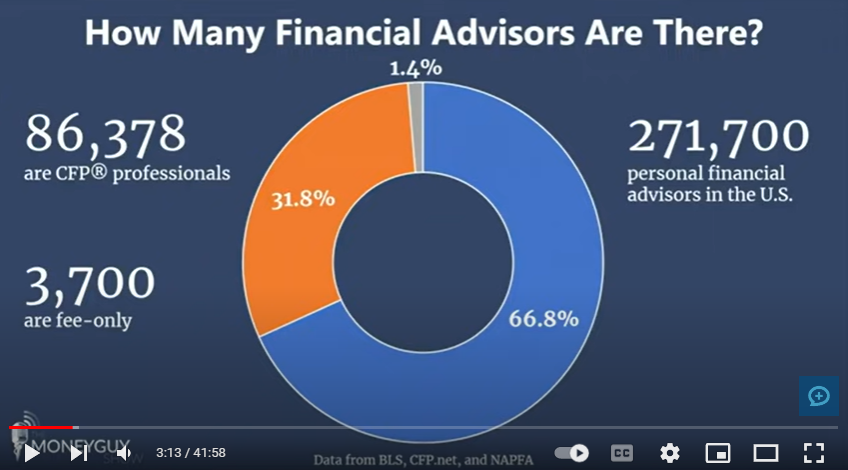 How Many Financial Advisors Are There?
1.4%
86,378
are CFP® professionals
271,700
personal financial
advisors in the U.S.
31.8%
3,700
are fee-only
66.8%
MONEYGUY
SHOW
3:13 / 41:58
CC
Data from BLS, CFP.net, and NAPFA